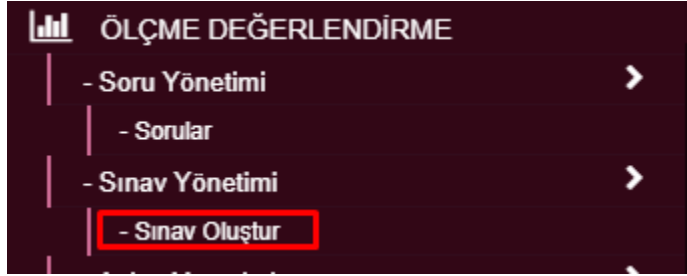 ÖLÇME DEĞERLENDİRME
- Soru Yönetimi
- Sorular
- Sınav Yönetimi
- Sınav Oluştur